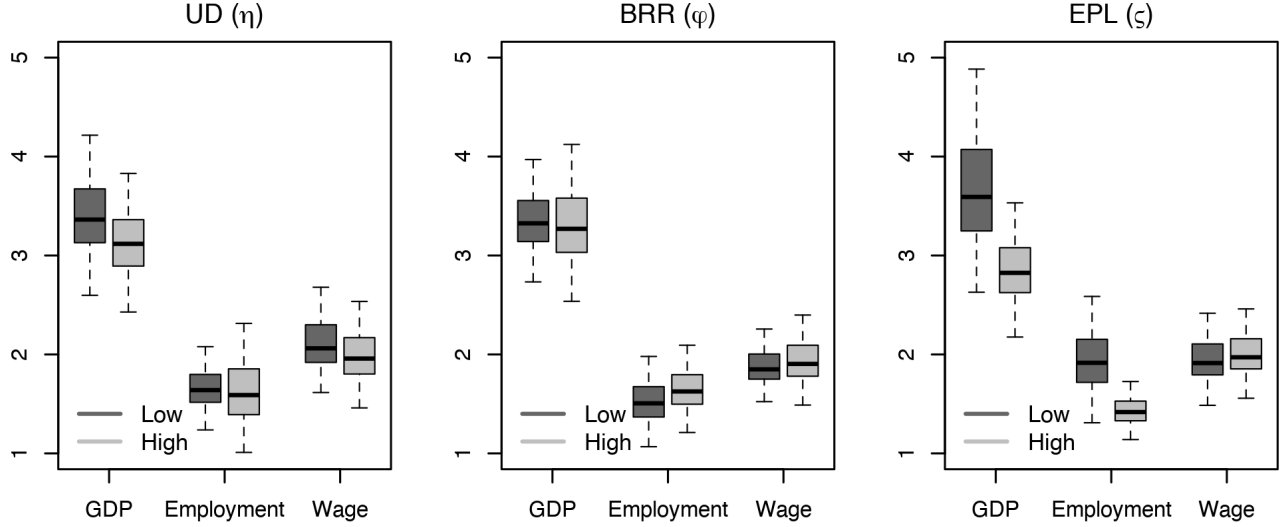 UD (η)
5
4
3
2
1
Low
High
GDP Employment Wage
BRR (φ)
5
4
3
2
1
Low
High
GDP Employment Wage
EPL (ς)
5
4
3
2
1
Low
High
GDP Employment Wage